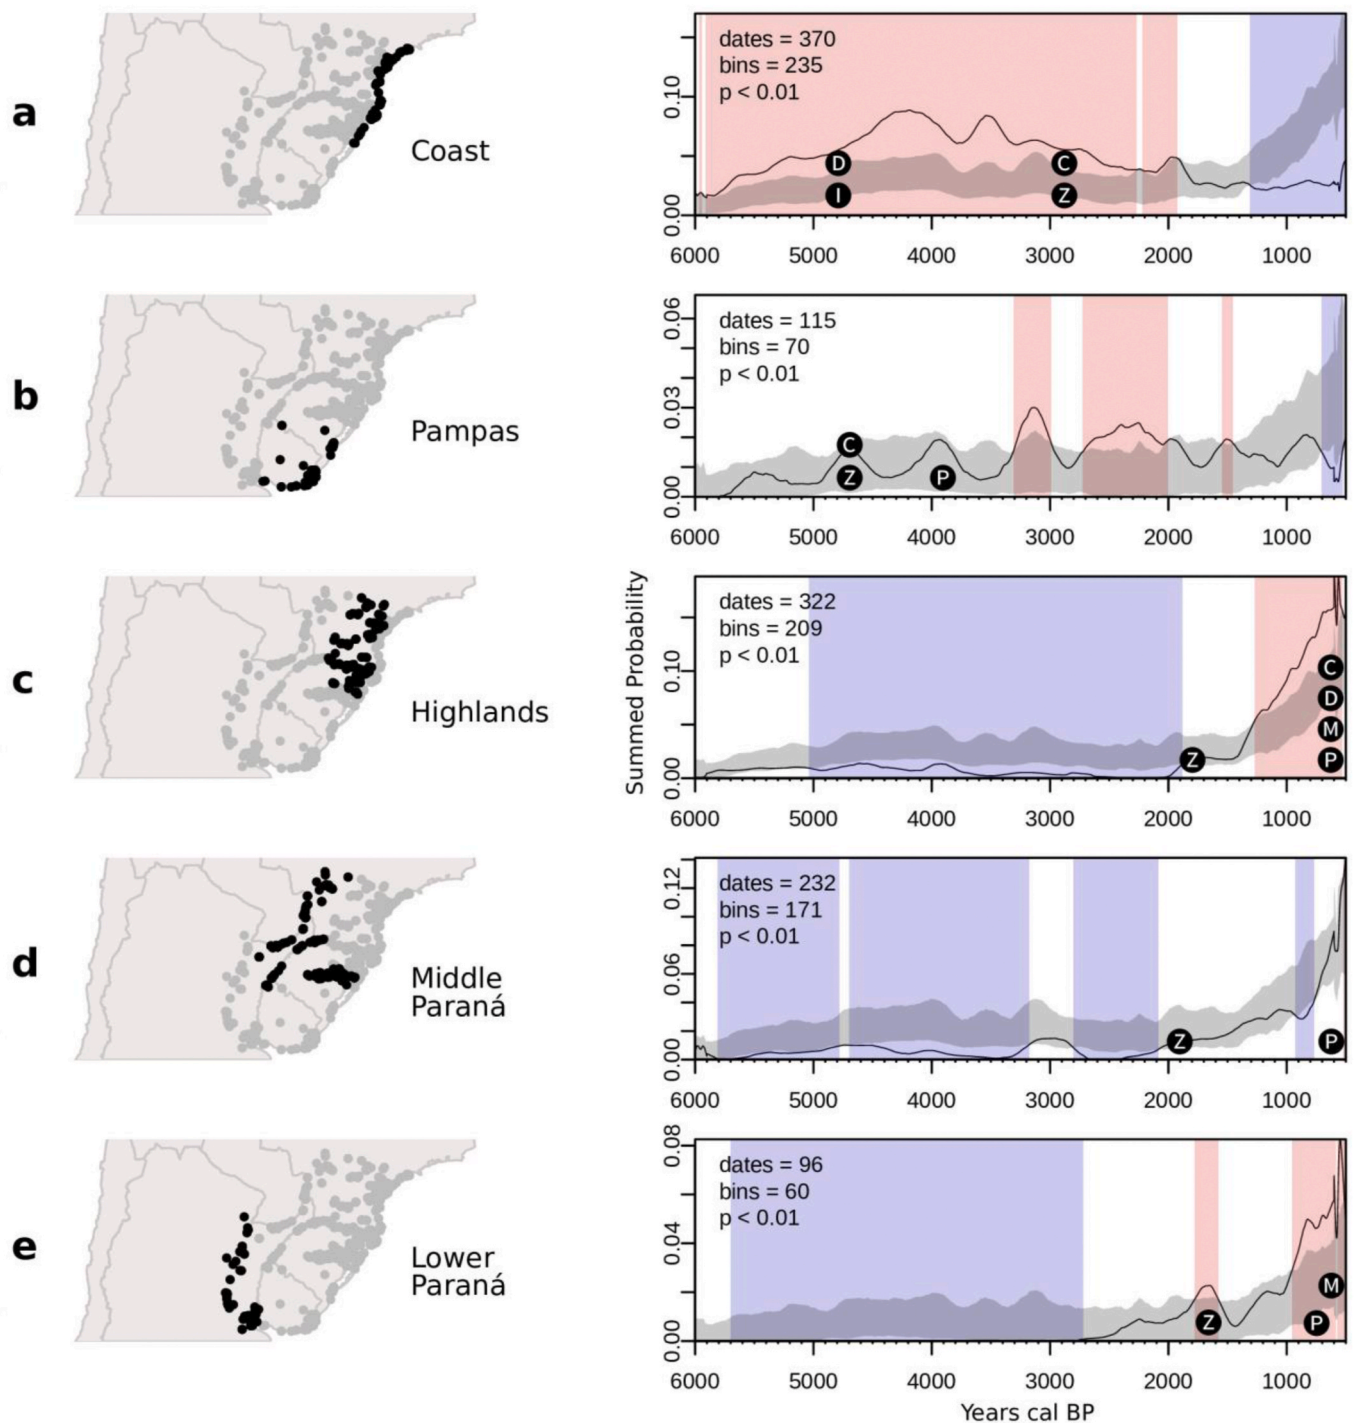 a
Coast
dates = 370
bins = 235
p < 0.01
0.10
0.00
D
C
I
Z
6000 5000 4000 3000 2000 1000
b
Pampas
dates = 115
bins = 70
p < 0.01
0.06
0.03
0.00
C
Z
P
6000 5000 4000 3000 2000 1000
c
Highlands
Summed Probability
dates = 322
bins = 209
p < 0.01
0.10
0.00
Z
C
D
M
P
6000 5000 4000 3000 2000 1000
d
Middle
Paraná
dates = 232
bins = 171
p < 0.01
0.12
0.06
0.00
Z
P
6000 5000 4000 3000 2000 1000
e
Lower
Paraná
dates = 96
bins = 60
p < 0.01
0.08
0.04
0.00
M
Z
P
6000 5000 4000 3000 2000 1000
Years cal BP